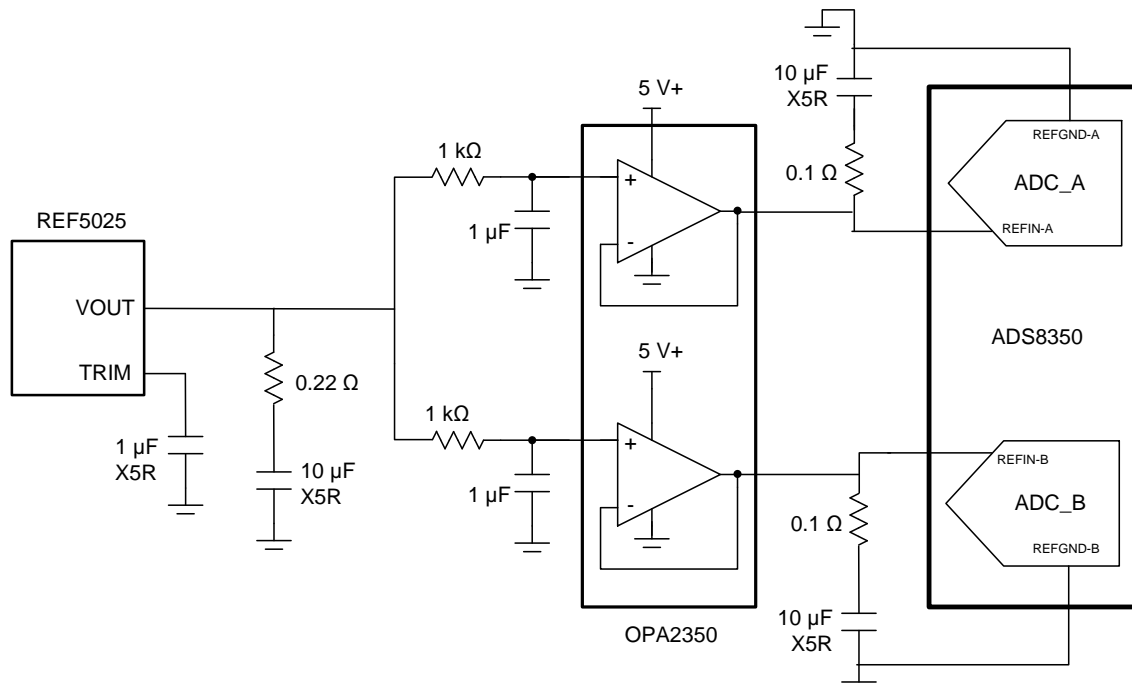 10 µF
X5R
5 V+
REFGND-A
1 kΩ
+
0.1 Ω
ADC_A
REF5025
1 µF
-
REFIN-A
VOUT
5 V+
ADS8350
TRIM
0.22 Ω
1 kΩ
+
1 µF
X5R
10 µF
X5R
1 µF
-
REFIN-B
0.1 Ω
ADC_B
REFGND-B
10 µF
X5R
OPA2350